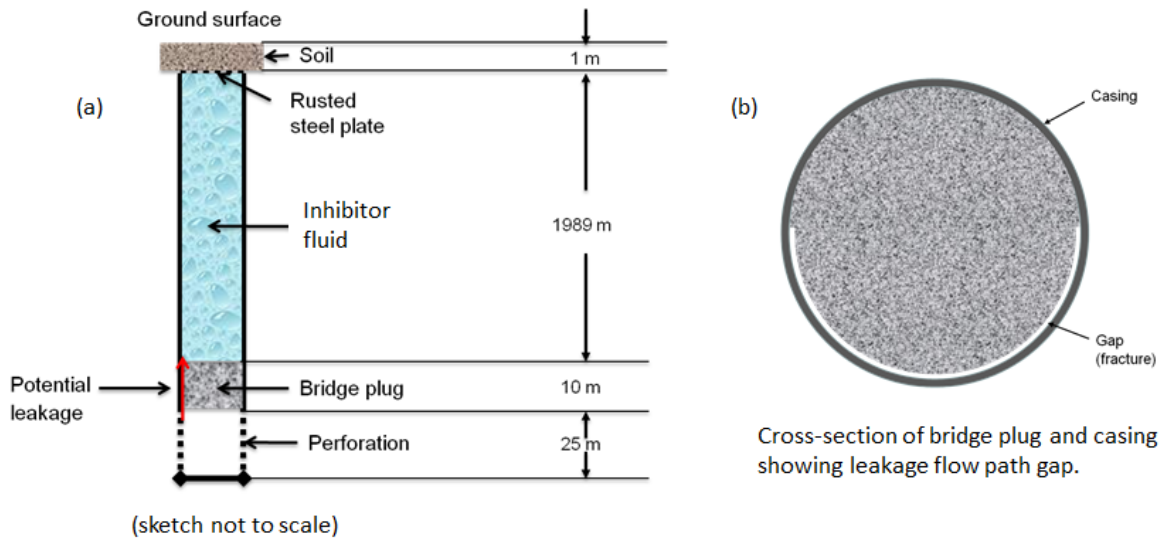 Ground surface
Soil
1 m
(a)
Rusted
steel plate
Inhibitor
fluid
1989 m
Potential
leakage
Bridge plug
10 m
Perforation
25 m
(sketch not to scale)
(b)
Casing
Gap
(fracture)
Cross-section of bridge plug and casing
showing leakage flow path gap.